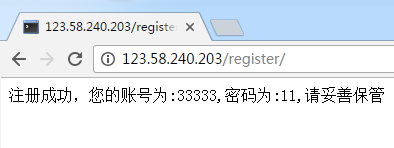 123.58.240.203/registe
123.58.240.203/register/
注册成功，您的账号为:33333,密码为:11,请妥善保管